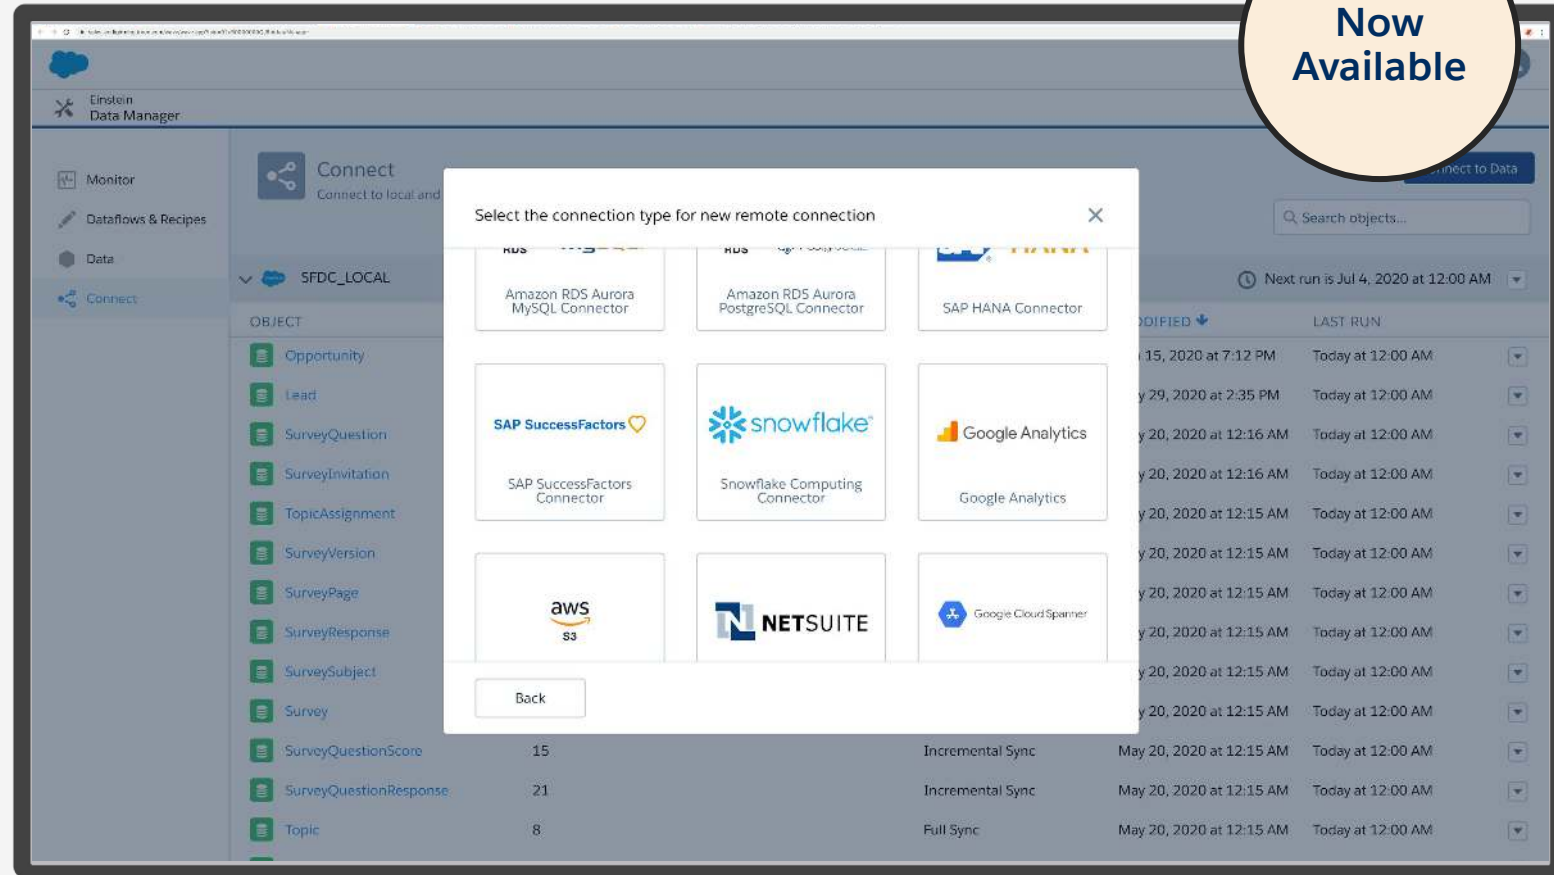 Now
Available
Einstein
Data Manager
Monitor
Dataflows & Recipes
Data
Connect
Connect
Connect to local and
Connect to Data
Search objects...
SFDC_LOCAL
Next run is Jul 4, 2020 at 12:00 AM
Select the connection type for new remote connection
RDS
RDS
HANA
Amazon RDS Aurora
MySQL Connector
Amazon RDS Aurora
PostgreSQL Connector
SAP HANA Connector
SAP SuccessFactors
SAP SuccessFactors
Connector
snowflake
Snowflake Computing
Connector
Google Analytics
Google Analytics
aws
S3
NETSUITE
Google Cloud Spanner
Back
OBJECT
LAST RUN
Opportunity
15, 2020 at 7:12 PM Today at 12:00 AM
Lead
29, 2020 at 2:35 PM Today at 12:00 AM
SurveyQuestion
20, 2020 at 12:16 AM Today at 12:00 AM
SurveyInvitation
20, 2020 at 12:16 AM Today at 12:00 AM
TopicAssignment
20, 2020 at 12:15 AM Today at 12:00 AM
SurveyVersion
20, 2020 at 12:15 AM Today at 12:00 AM
SurveyPage
20, 2020 at 12:15 AM Today at 12:00 AM
SurveyResponse
20, 2020 at 12:15 AM Today at 12:00 AM
SurveySubject
20, 2020 at 12:15 AM Today at 12:00 AM
Survey
20, 2020 at 12:15 AM Today at 12:00 AM
SurveyQuestionScore 15 Incremental Sync May 20, 2020 at 12:15 AM Today at 12:00 AM
SurveyQuestionResponse 21 Incremental Sync May 20, 2020 at 12:15 AM Today at 12:00 AM
Topic 8 Full Sync May 20, 2020 at 12:15 AM Today at 12:00 AM